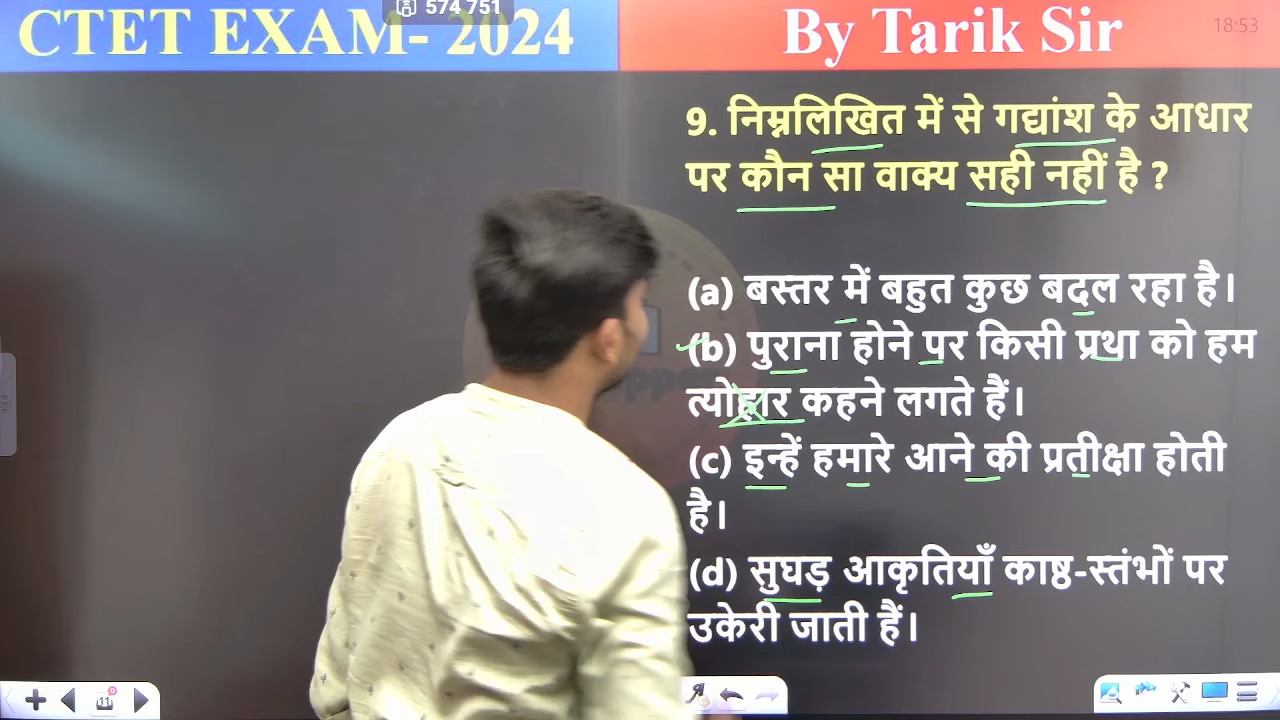 CTET EXAM- 2024
574 751
By Tarik Sir
18:53
9. निम्नलिखित में से गद्यांश के आधार
पर कौन सा वाक्य सही नहीं है ?
(a) बस्तर में बहुत कुछ बदल रहा है।
(b) पुराना होने पर किसी प्रथा को हम
त्योहार कहने लगते हैं।
(c) इन्हें हमारे आने की प्रतीक्षा होती
है।
(d) सुघड़ आकृतियाँ काष्ठ-स्तंभों पर
उकेरी जाती हैं।
11